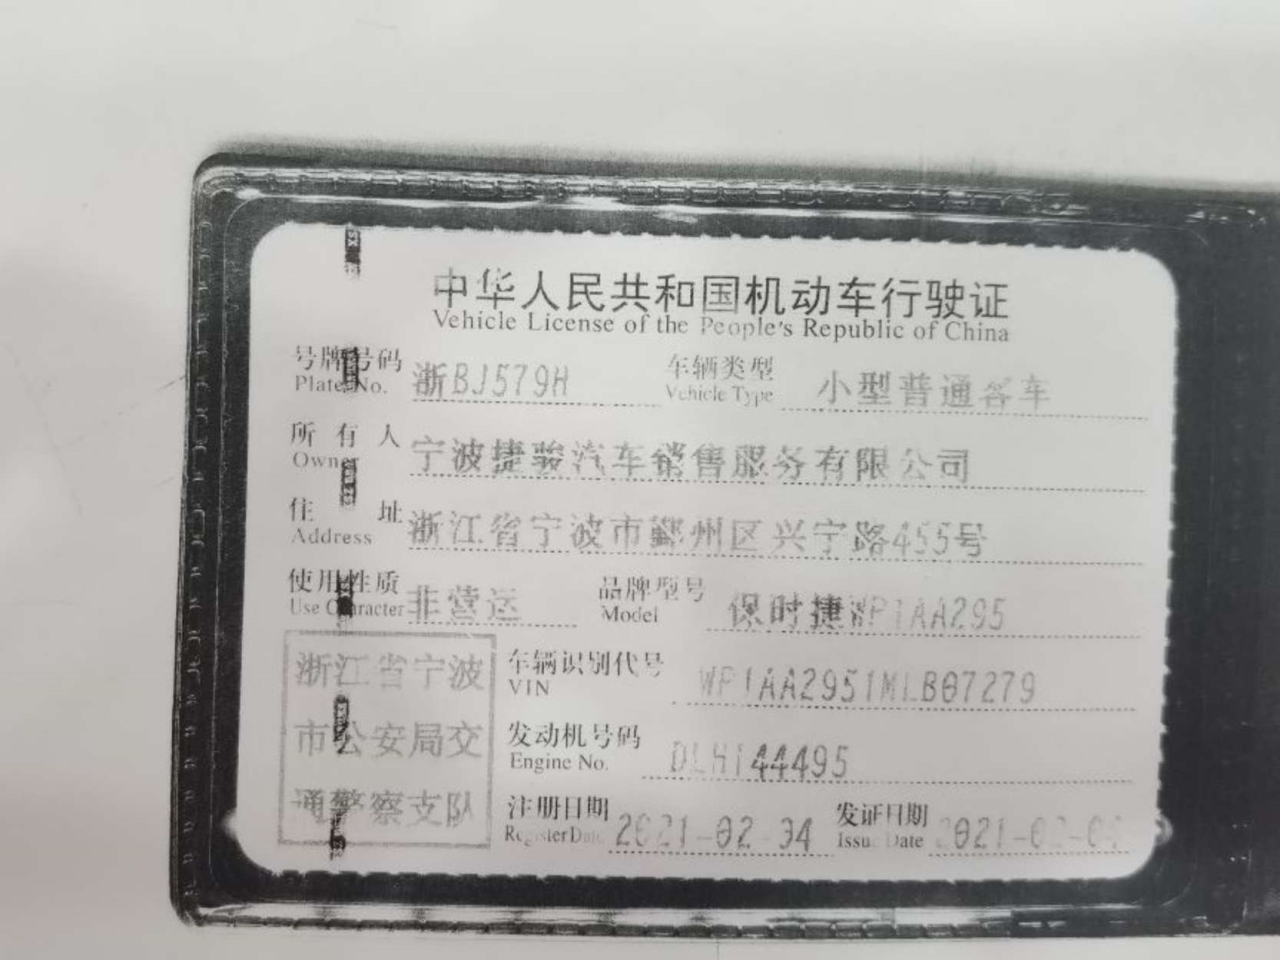 中华人民共和国机动车行驶证
Vehicle License of the People's Republic of China
号牌号码 浙BJ579H 车辆类型 小型普通客车
Plate No. Vehicle Type
所有人 宁波捷骏汽车销售服务有限公司
Owner
住址 浙江省宁波市鄞州区兴宁路455号
Address
使用性质 非营运 品牌型号 保时捷WP1AA295
Use Character Model
浙江省宁波
市公安局交
通警察支队
车辆识别代号 WP1AA2951MLB07279
VIN
发动机号码 DLH144495
Engine No.
注册日期 2021-02-04 发证日期
Register Date Issue Date